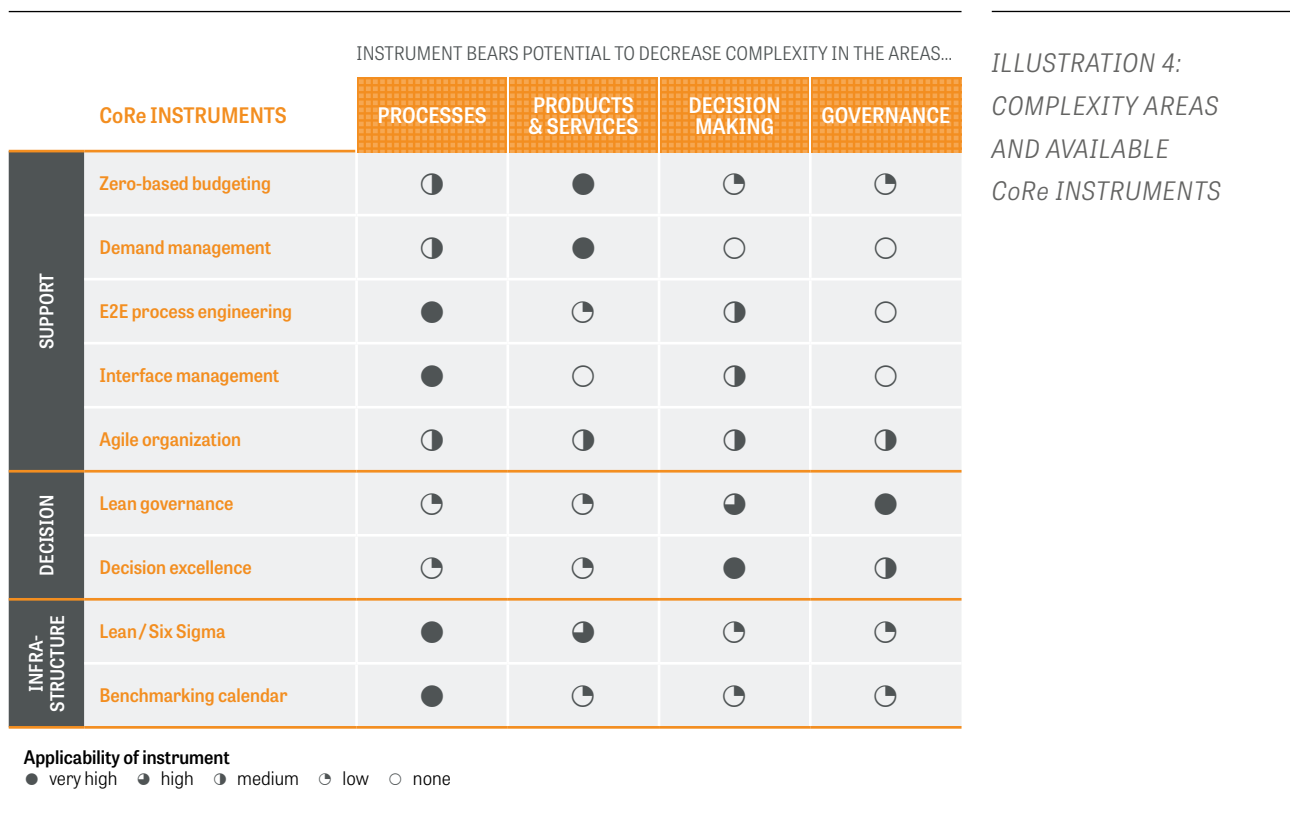 INSTRUMENT BEARS POTENTIAL TO DECREASE COMPLEXITY IN THE AREAS...
CoRe INSTRUMENTS
PROCESSES
PRODUCTS
& SERVICES
DECISION
MAKING
GOVERNANCE
SUPPORT
Zero-based budgeting
Demand management
E2E process engineering
Interface management
Agile organization
DECISION
Lean governance
Decision excellence
INFRA-
STRUCTURE
Lean / Six Sigma
Benchmarking calendar
Applicability of instrument
very high high medium low none
ILLUSTRATION 4:
COMPLEXITY AREAS
AND AVAILABLE
CoRe INSTRUMENTS